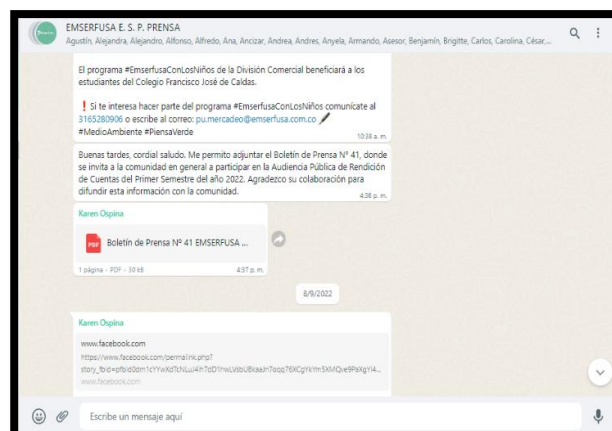 EMSERFUSA E. S. P. PRENSA
Agustín, Alejandra, Alejandro, Alfonso, Alfredo, Ana, Ancizar, Andrea, Andres, Anyela, Armando, Asesor, Benjamín, Brigitte, Carlos, Carolina, César,...
El programa #EmserfusaConLosNiños de la División Comercial beneficiará a los
estudiantes del Colegio Francisco José de Caldas.
❗ Si te interesa hacer parte del programa #EmserfusaConLosNiños comunícate al
3165280906 o escribe al correo: pu.mercadeo@emserfusa.com.co 🖋
#MedioAmbiente #PiensaVerde
10:38 a. m.
Buenas tardes, cordial saludo. Me permito adjuntar el Boletín de Prensa Nº 41, donde
se invita a la comunidad en general a participar en la Audiencia Pública de Rendición
de Cuentas del Primer Semestre del año 2022. Agradezco su colaboración para
difundir esta información con la comunidad.
4:36 p. m.
Karen Ospina
PDF Boletín de Prensa Nº 41 EMSERFUSA ...
1 página - PDF - 30 kB 4:37 p. m.
8/9/2022
Karen Ospina
www.facebook.com
https://www.facebook.com/permalink.php?
www.facebook.com
Escribe un mensaje aquí